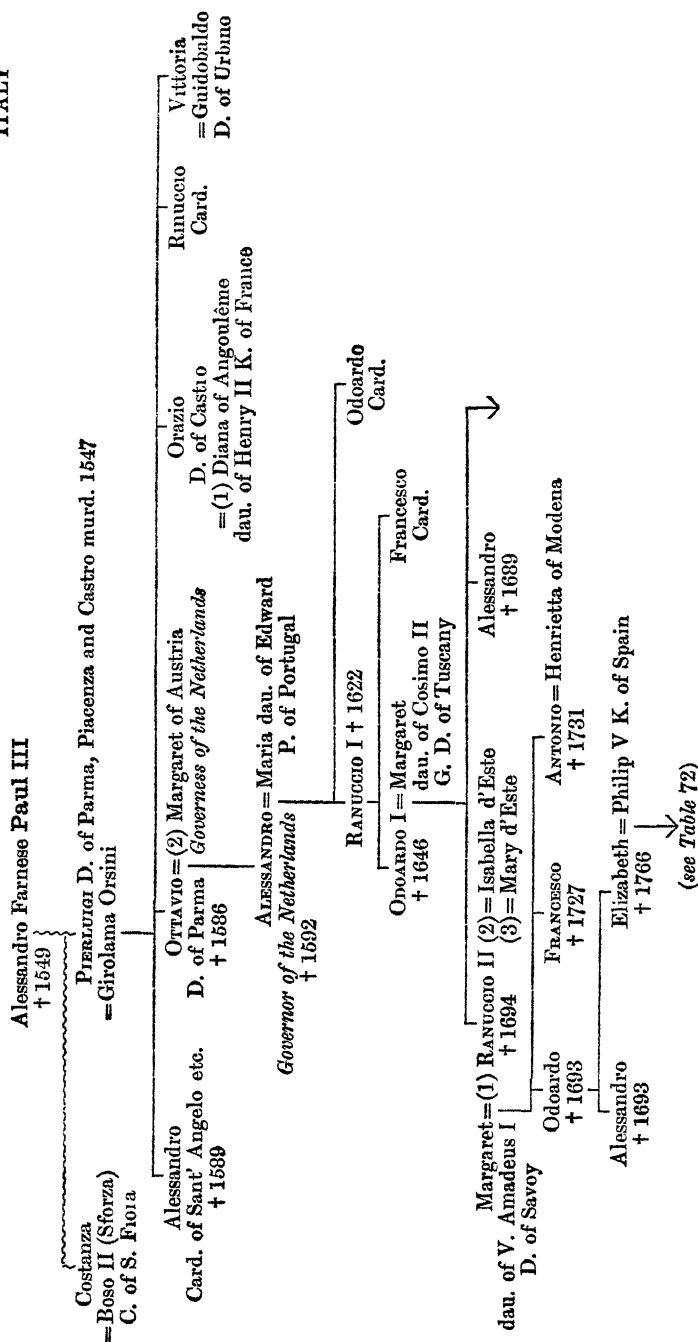 ITALY
Alessandro Farnese Paul III
† 1549
Costanza
=Boso II (Sforza)
C. of S. Fiora
PIERLUIGI D. of Parma, Piacenza and Castro murd. 1547
=Girolama Orsini
Alessandro
Card. of Sant' Angelo etc.
† 1589
OTTAVIO=(2) Margaret of Austria
D. of Parma Governess of the Netherlands
† 1586
Orazio
D. of Castro
=(1) Diana of Angoulême
dau. of Henry II K. of France
Rinuccio
Card.
Vittoria
=Guidobaldo
D. of Urbino
ALESSANDRO=Maria dau. of Edward
Governor of the Netherlands P. of Portugal
† 1592
RANUCCIO I † 1622
Odoardo
Card.
ODOARDO I=Margaret
† 1646 dau. of Cosimo II
G. D. of Tuscany
Francesco
Card.
Margaret=(1) RANUCCIO II (2)=Isabella d'Este
dau. of V. Amadeus I † 1694 (3)=Mary d'Este
D. of Savoy
Alessandro
† 1689
Odoardo
† 1693
FRANCESCO
† 1727
ANTONIO=Henrietta of Modena
† 1731
Alessandro
† 1693
Elizabeth=Philip V K. of Spain
† 1766
(see Table 72)